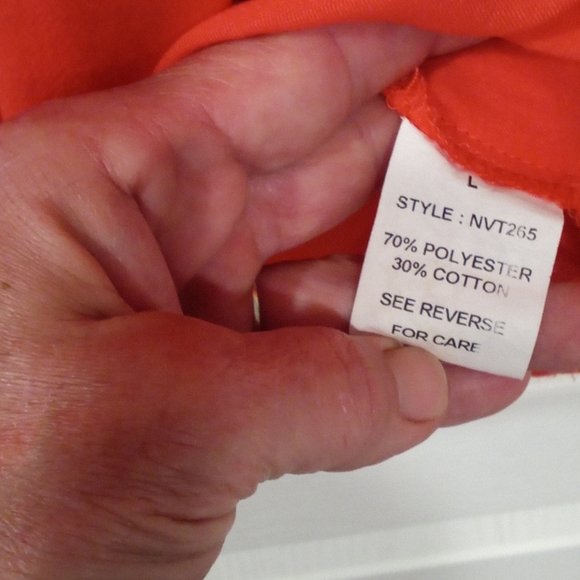 L
STYLE : NVT265
70% POLYESTER
30% COTTON
SEE REVERSE
FOR CARE